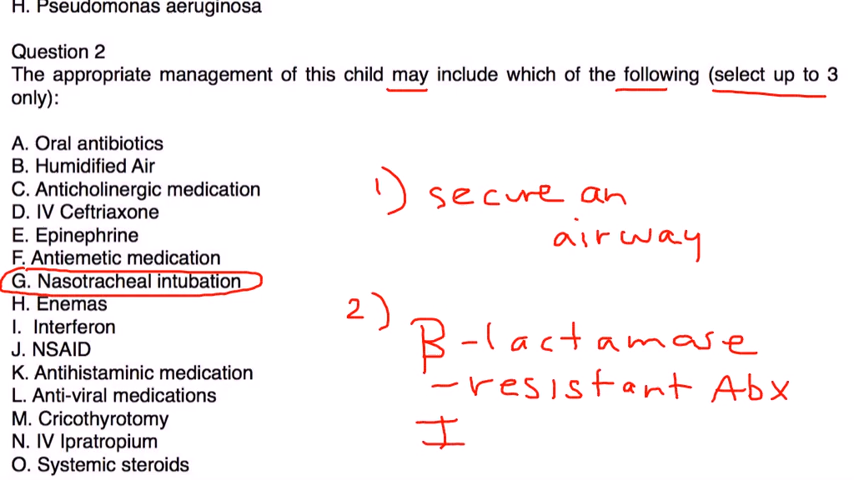 H. Pseudomonas aeruginosa
Question 2
The appropriate management of this child may include which of the following (select up to 3
only):
A. Oral antibiotics
B. Humidified Air
C. Anticholinergic medication
D. IV Ceftriaxone
E. Epinephrine
F. Antiemetic medication
G. Nasotracheal intubation
H. Enemas
I. Interferon
J. NSAID
K. Antihistaminic medication
L. Anti-viral medications
M. Cricothyrotomy
N. IV Ipratropium
O. Systemic steroids
1) secure an
airway
2) B-lactamase
-resistant Abx
I